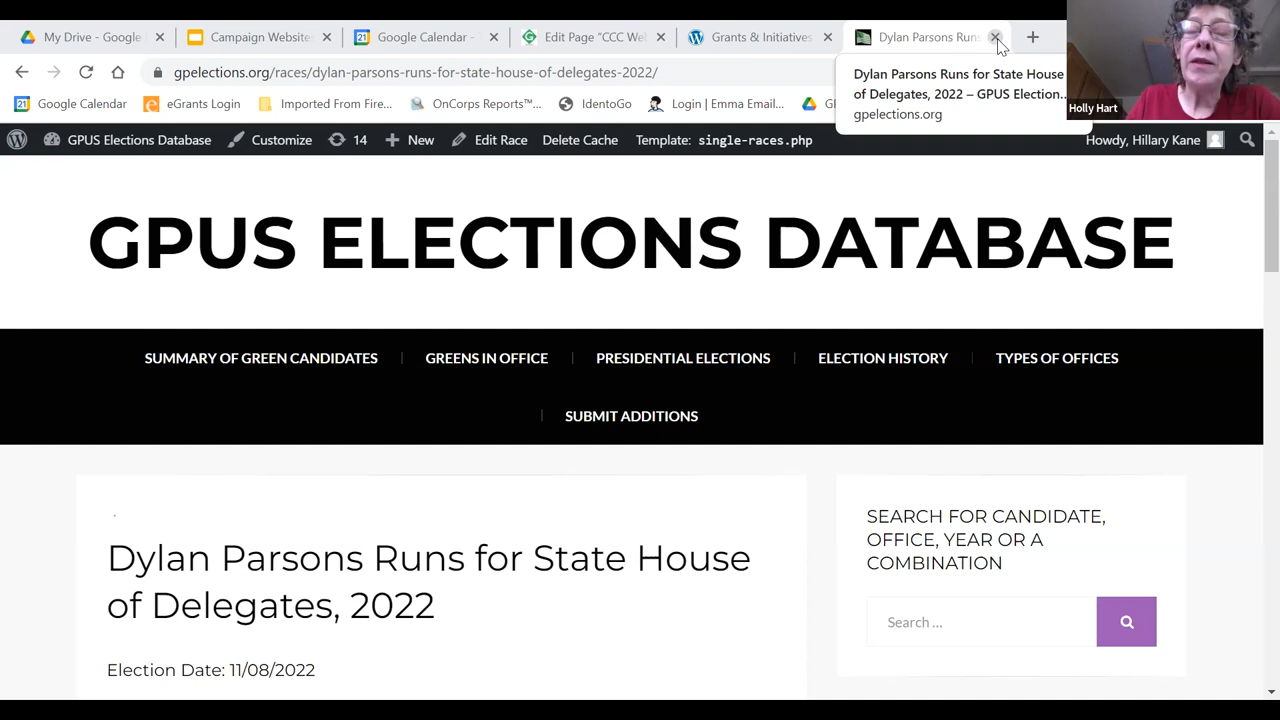 My Drive - Google
Campaign Website
Google Calendar -
Edit Page "CCC We
Grants & Initiatives
Dylan Parsons Runs
gpelections.org/races/dylan-parsons-runs-for-state-house-of-delegates-2022/
Dylan Parsons Runs for State House
of Delegates, 2022 – GPUS Election...
gpelections.org
Holly Hart
Google Calendar
eGrants Login
Imported From Fire...
OnCorps Reports™...
IdentoGo
Login | Emma Email...
GPUS Elections Database
Customize
14
New
Edit Race
Delete Cache
Template: single-races.php
Howdy, Hillary Kane
GPUS ELECTIONS DATABASE
SUMMARY OF GREEN CANDIDATES
GREENS IN OFFICE
PRESIDENTIAL ELECTIONS
ELECTION HISTORY
TYPES OF OFFICES
SUBMIT ADDITIONS
Dylan Parsons Runs for State House
of Delegates, 2022
Election Date: 11/08/2022
SEARCH FOR CANDIDATE,
OFFICE, YEAR OR A
COMBINATION
Search ...